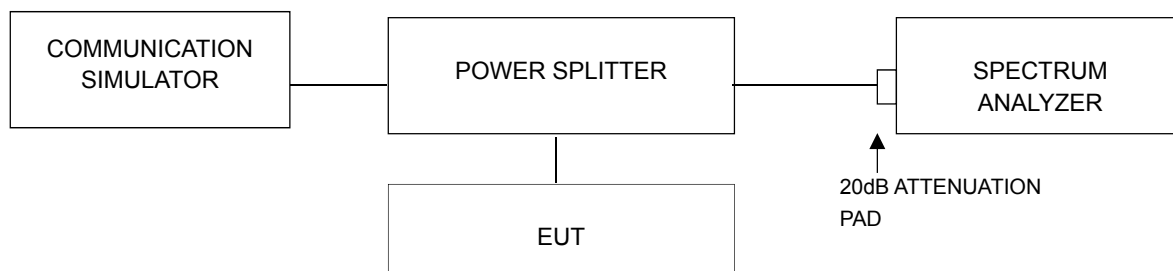 COMMUNICATION
SIMULATOR
POWER SPLITTER
SPECTRUM
ANALYZER
20dB ATTENUATION
PAD
EUT